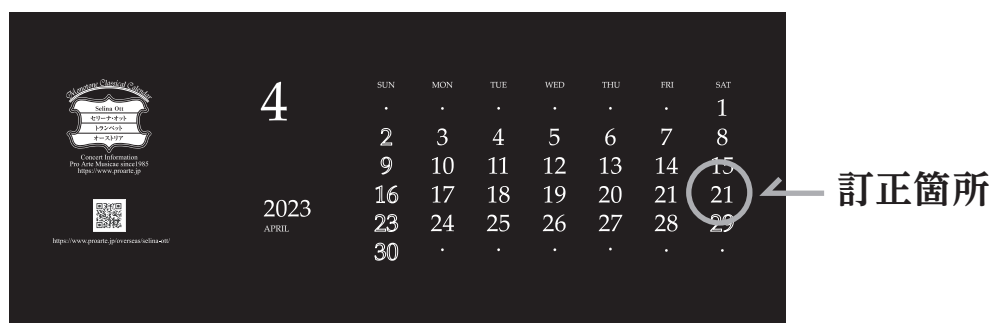 Monotone Classical Calendar
Selina Ott
セリーナ・オット
トランペット
オーストリア
Concert Information
Pro Arte Musicae since1985
https://www.proarte.jp
https://www.proarte.jp/overseas/selina-ott/
4
2023
APRIL
SUN MON TUE WED THU FRI SAT
· · · · · · 1
2 3 4 5 6 7 8
9 10 11 12 13 14 15
16 17 18 19 20 21 21
23 24 25 26 27 28 29
30 · · · · · ·
訂正箇所